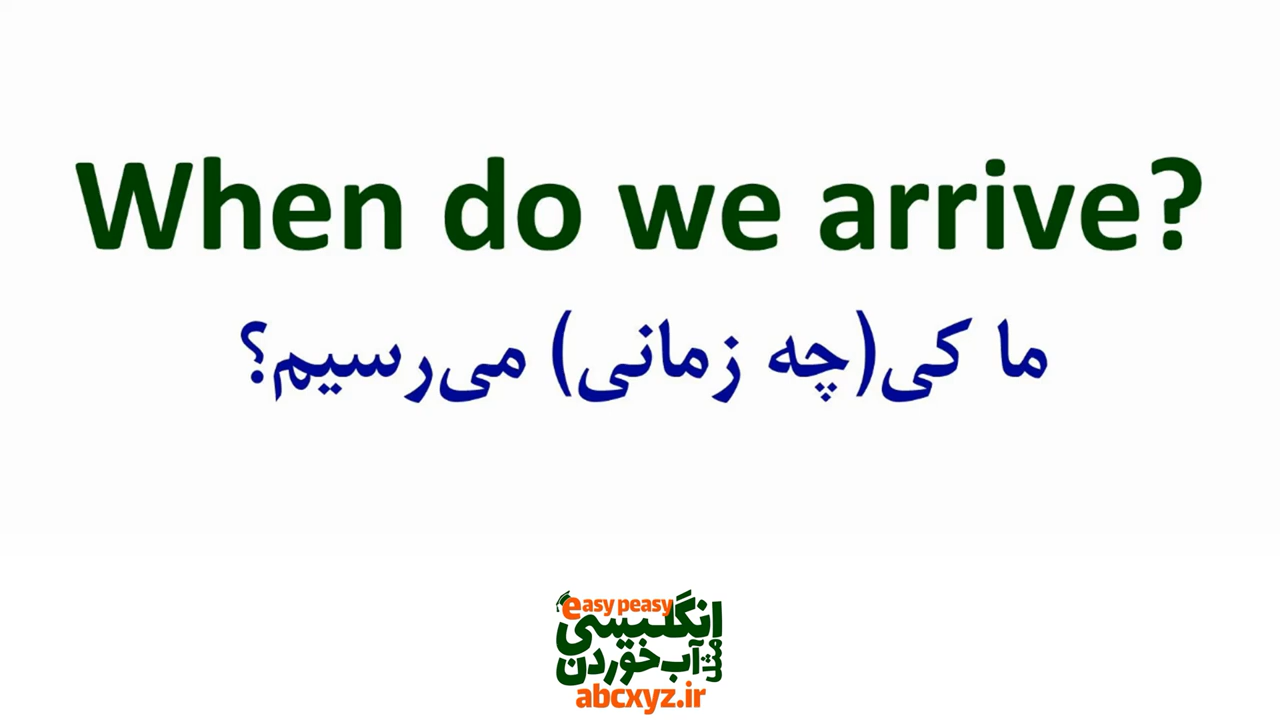 When do we arrive?
ما کی(چه زمانی) می‌رسیم؟
easy peasy
انگلیسی
مثل آب خوردن
abcxyz.ir